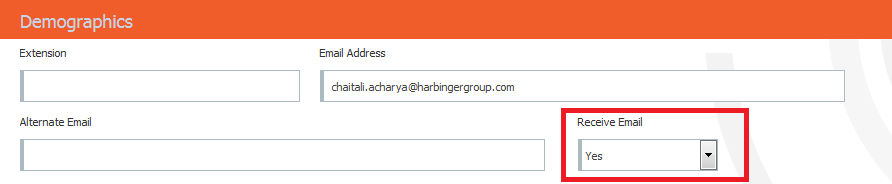 Demographics
Extension
Email Address
chaitali.acharya@harbingergroup.com
Alternate Email
Receive Email
Yes